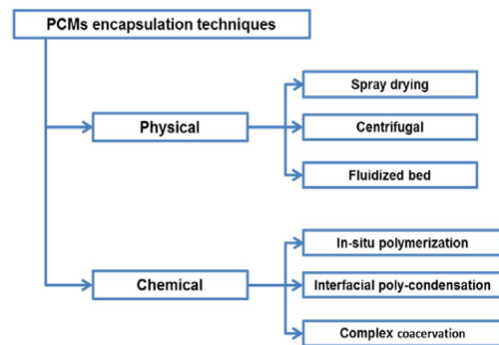 PCMs encapsulation techniques
Physical
Spray drying
Centrifugal
Fluidized bed
Chemical
In-situ polymerization
Interfacial poly-condensation
Complex coacervation